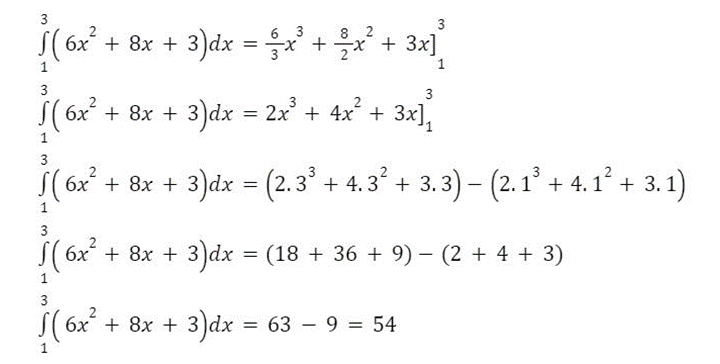 ∫₁³( 6x² + 8x + 3)dx = 6/3x³ + 8/2x² + 3x]₁³
∫₁³( 6x² + 8x + 3)dx = 2x³ + 4x² + 3x]₁³
∫₁³( 6x² + 8x + 3)dx = (2. 3³ + 4. 3² + 3. 3) − (2. 1³ + 4. 1² + 3. 1)
∫₁³( 6x² + 8x + 3)dx = (18 + 36 + 9) − (2 + 4 + 3)
∫₁³( 6x² + 8x + 3)dx = 63 − 9 = 54